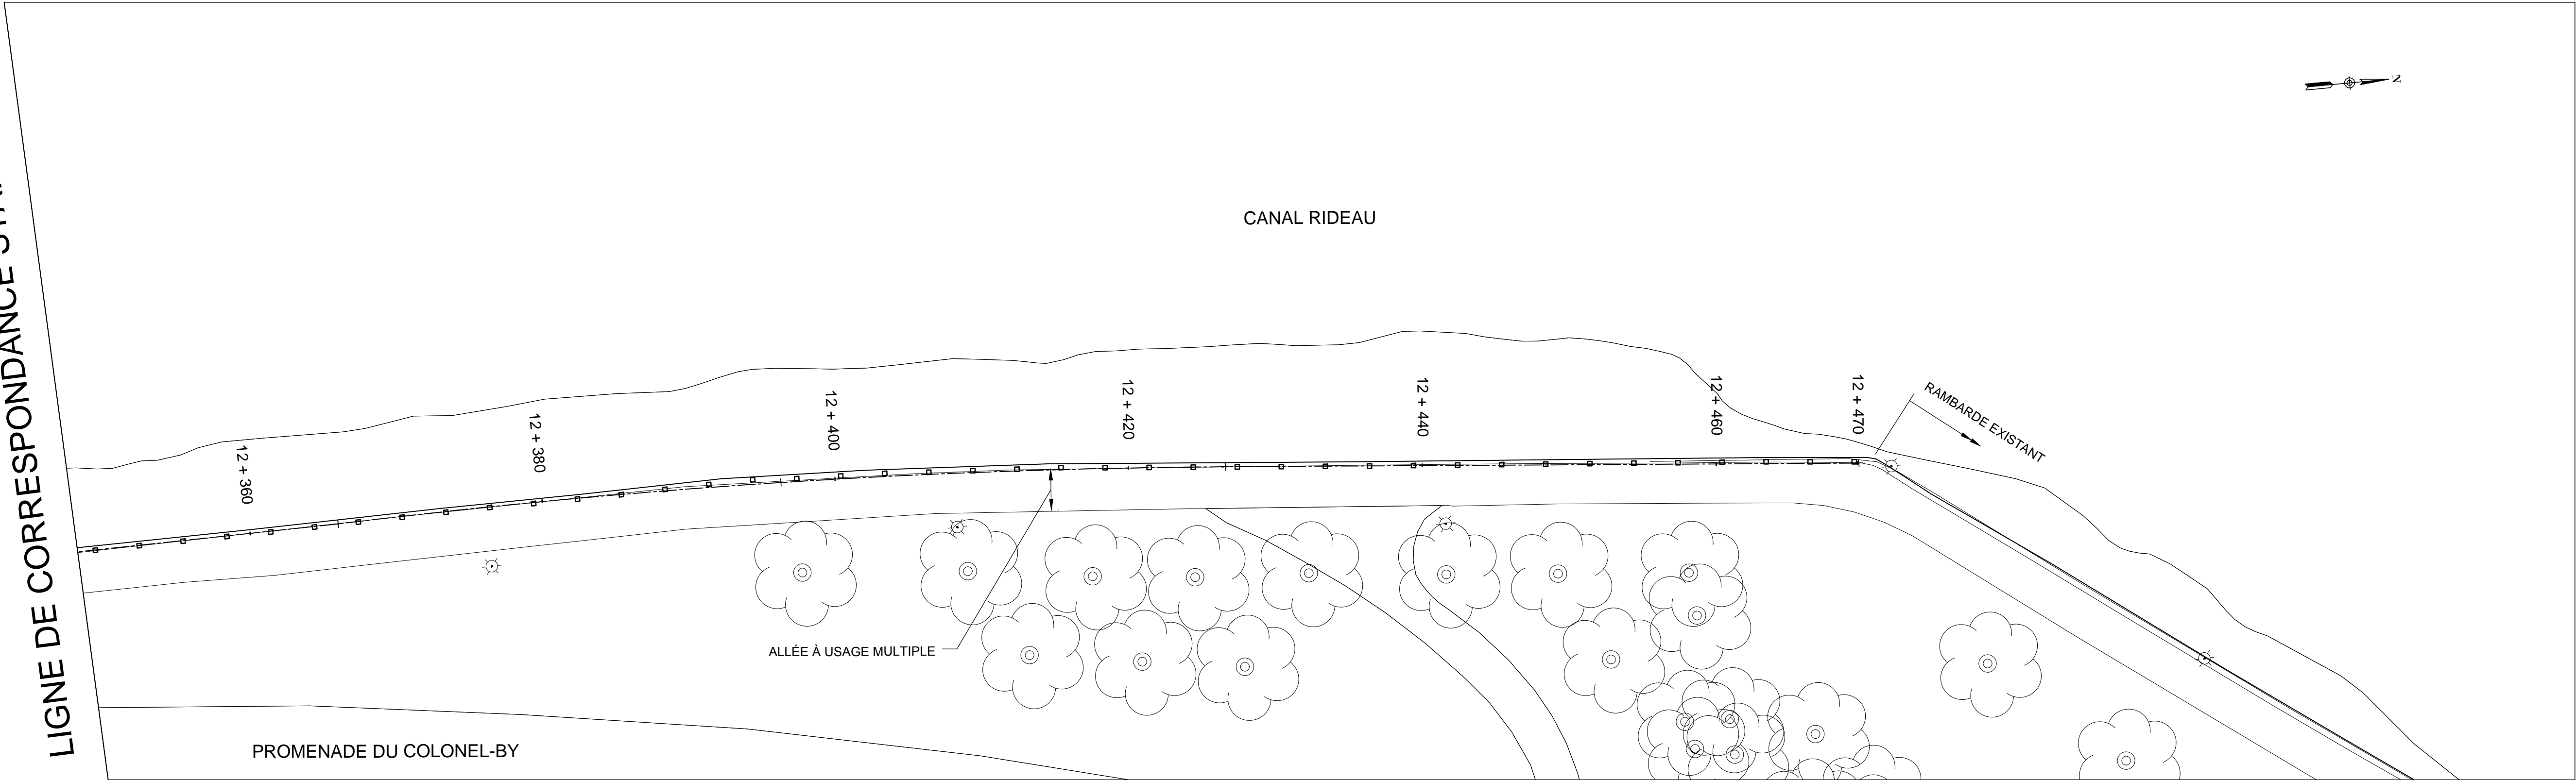 N
CANAL RIDEAU
LIGNE DE CORRESPONDANCE
12 + 360
12 + 380
12 + 400
12 + 420
12 + 440
12 + 460
12 + 470
RAMBARDE EXISTANT
ALLÉE À USAGE MULTIPLE
PROMENADE DU COLONEL-BY